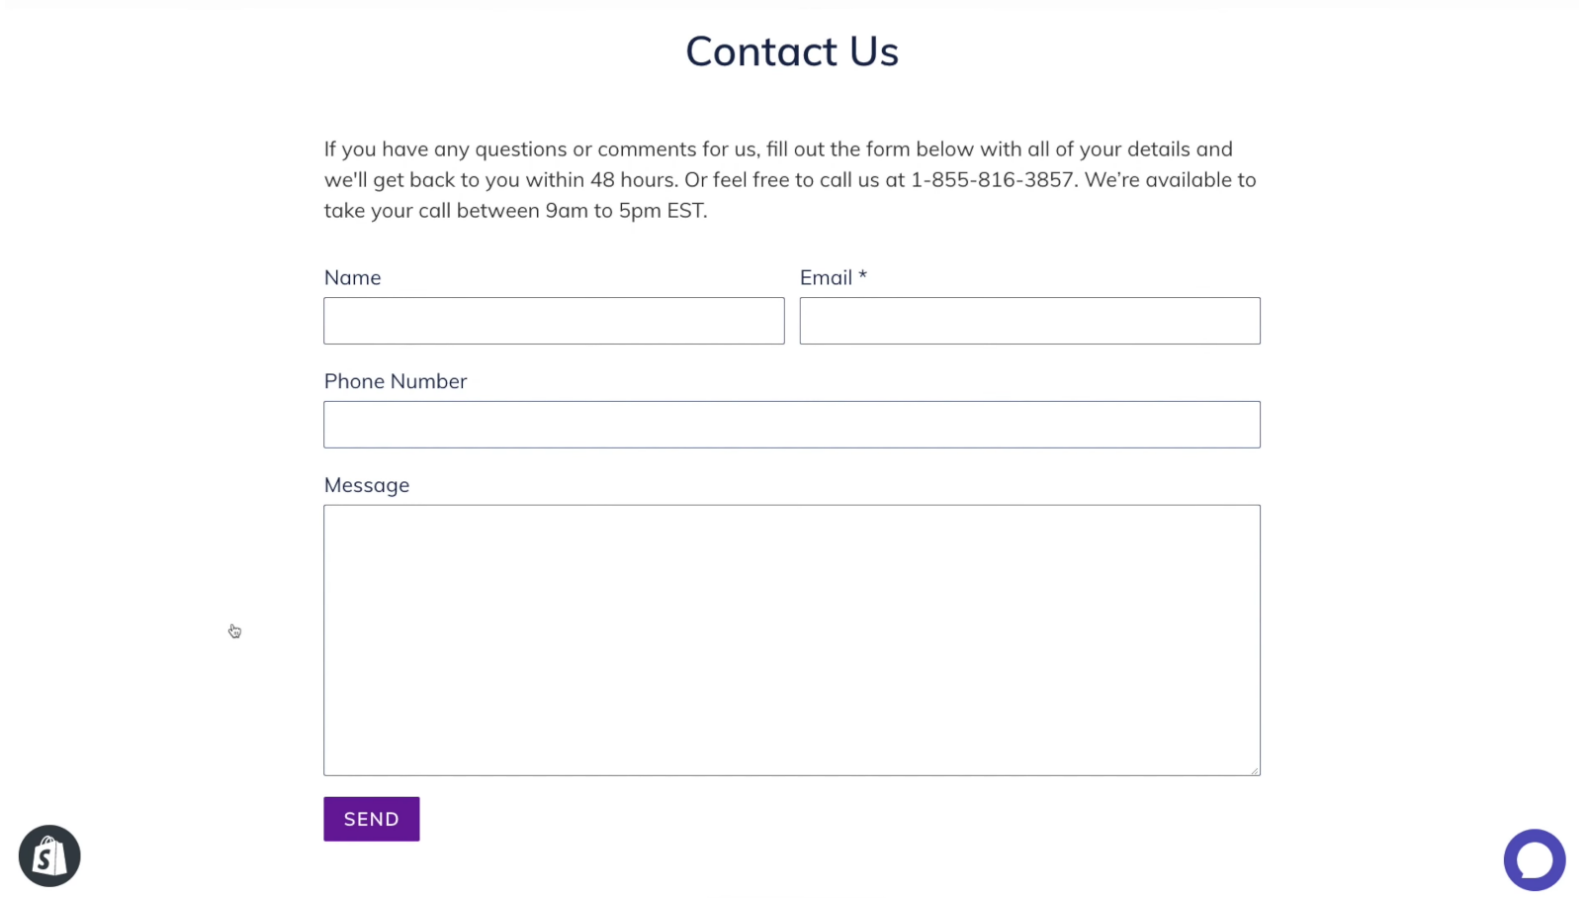 Contact Us
If you have any questions or comments for us, fill out the form below with all of your details and
we'll get back to you within 48 hours. Or feel free to call us at 1-855-816-3857. We’re available to
take your call between 9am to 5pm EST.
Name
Email *
Phone Number
Message
SEND
S